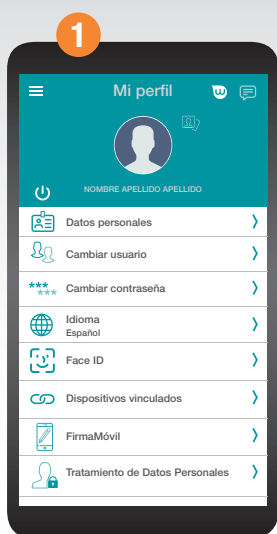 1
Mi perfil
NOMBRE APELLIDO APELLIDO
Datos personales
Cambiar usuario
*** *** Cambiar contraseña
Idioma
Español
Face ID
Dispositivos vinculados
FirmaMóvil
Tratamiento de Datos Personales